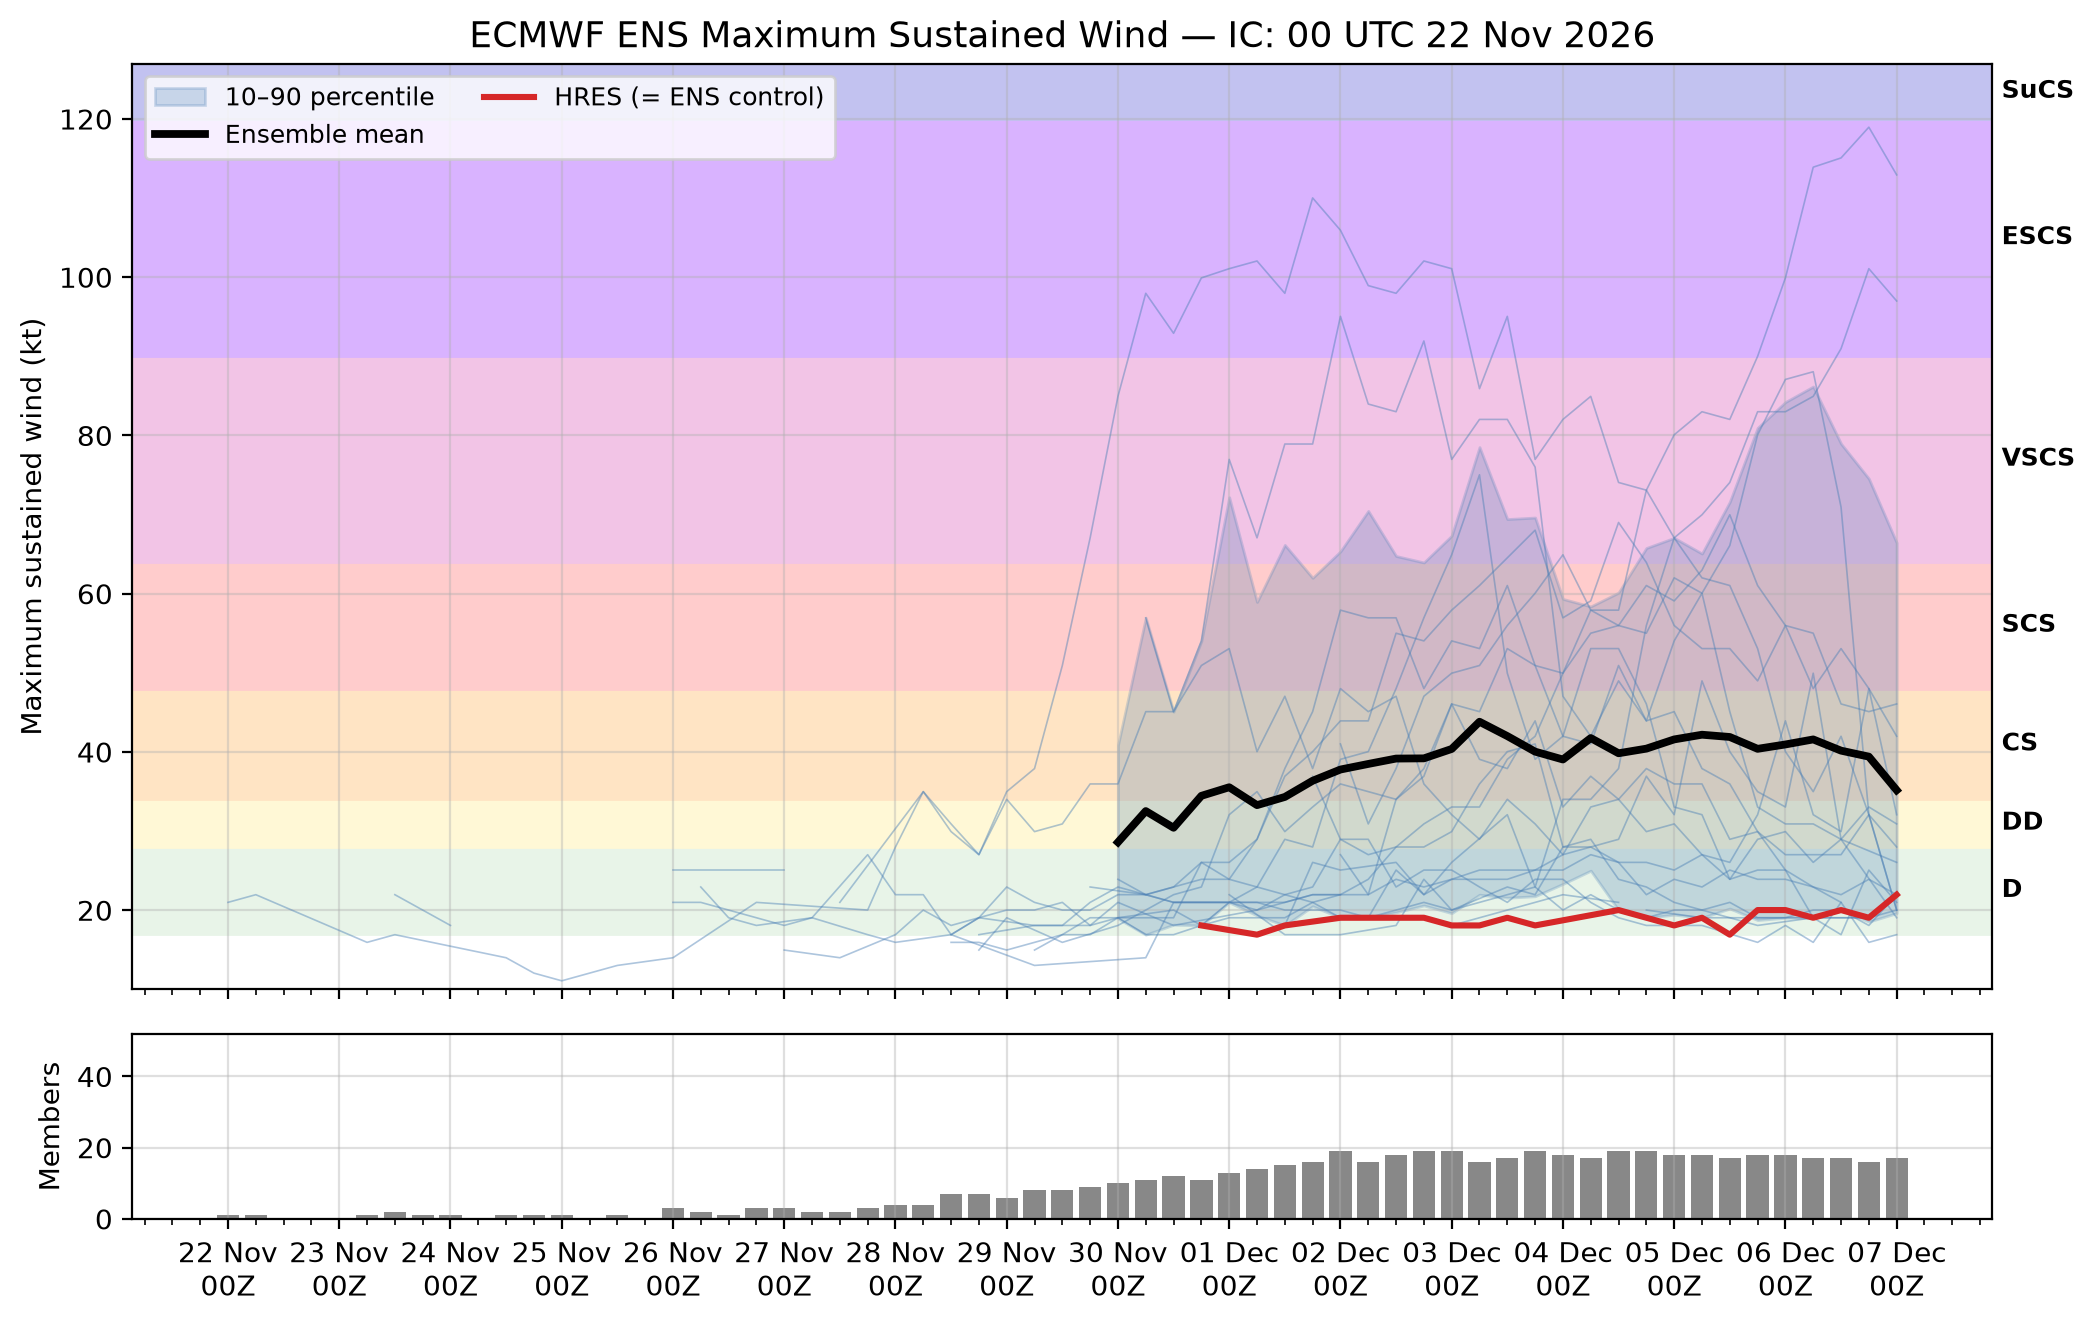 ECMWF ENS Maximum Sustained Wind — IC: 00 UTC 22 Nov 2026
10–90 percentile
Ensemble mean
HRES (= ENS control)
Maximum sustained wind (kt)
120
100
80
60
40
20
SuCS
ESCS
VSCS
SCS
CS
DD
D
Members
40
20
0
22 Nov 23 Nov 24 Nov 25 Nov 26 Nov 27 Nov 28 Nov 29 Nov 30 Nov 01 Dec 02 Dec 03 Dec 04 Dec 05 Dec 06 Dec 07 Dec
00Z 00Z 00Z 00Z 00Z 00Z 00Z 00Z 00Z 00Z 00Z 00Z 00Z 00Z 00Z 00Z